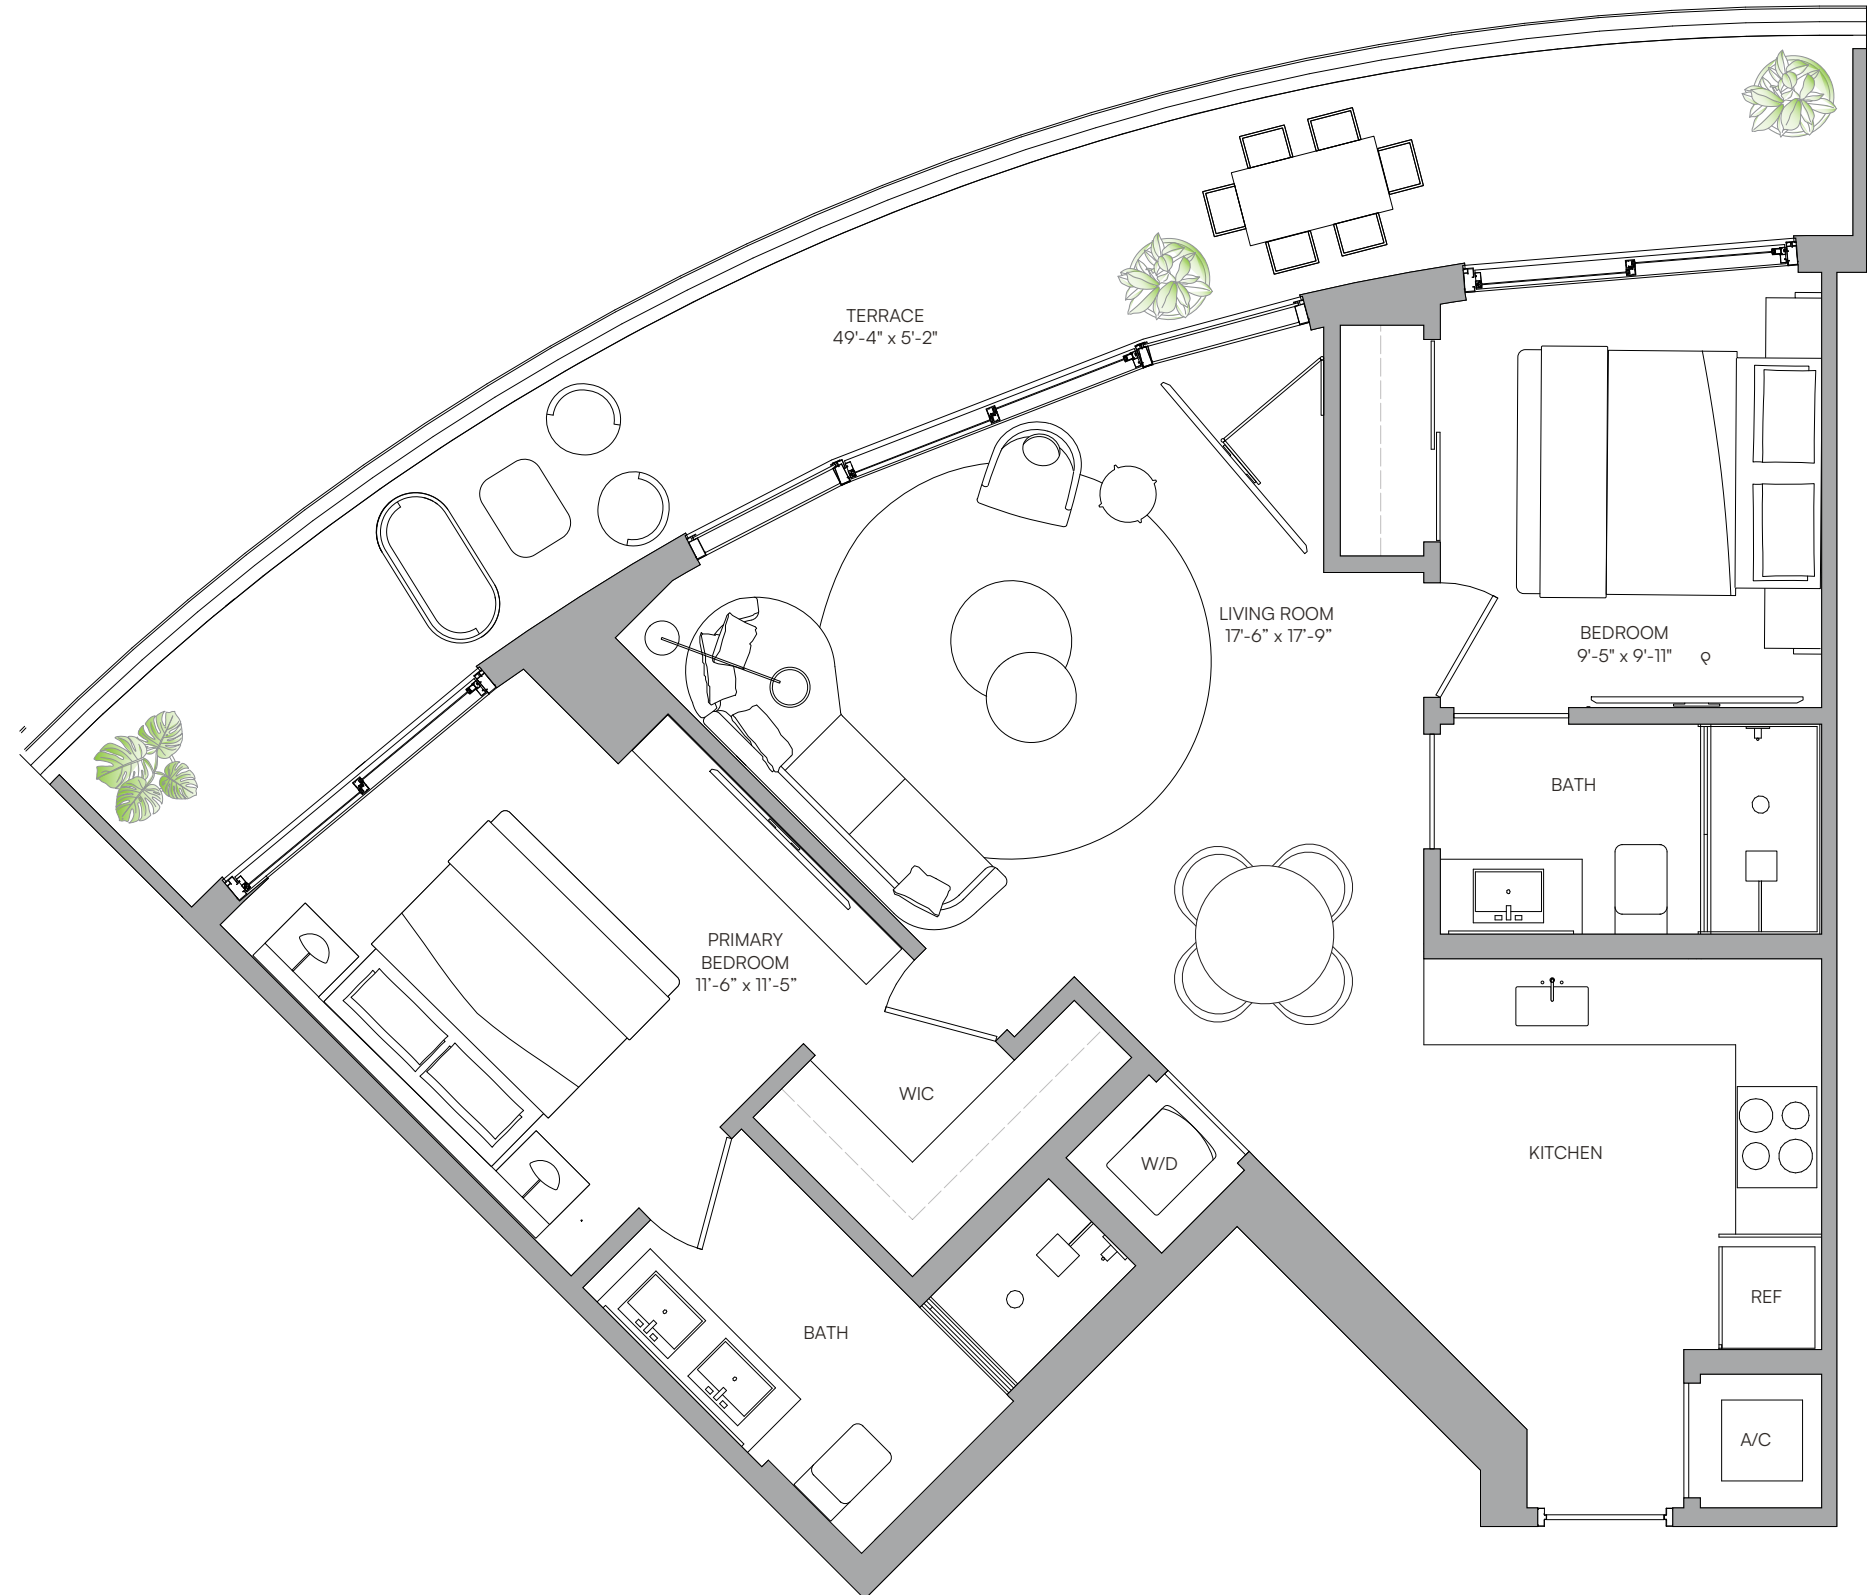 TERRACE
49'-4" x 5'-2"
LIVING ROOM
17'-6” x 17’-9”
BEDROOM
9'-5" x 9'-11"
BATH
PRIMARY
BEDROOM
11’-6” x 11’-5”
WIC
W/D
KITCHEN
REF
BATH
A/C